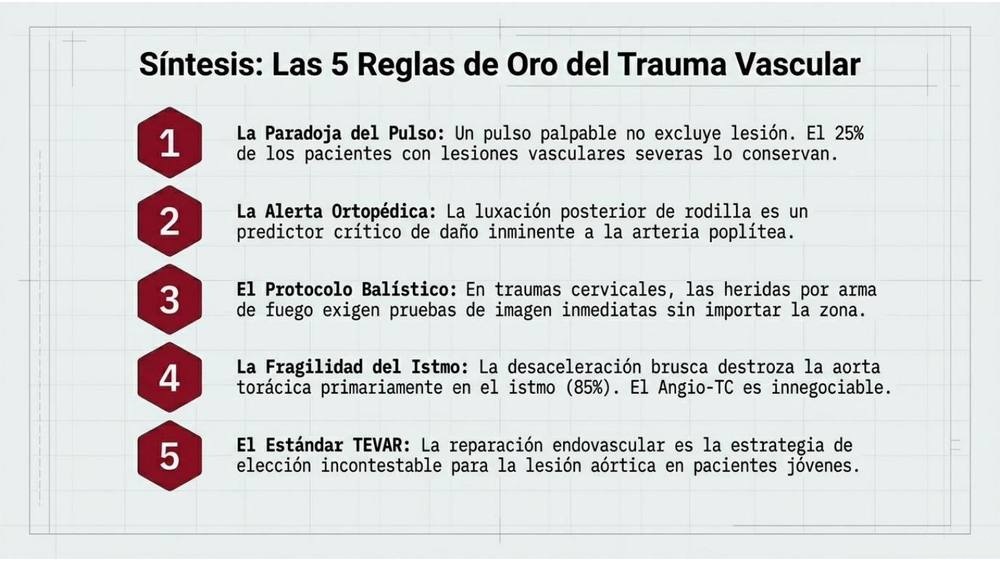 Síntesis: Las 5 Reglas de Oro del Trauma Vascular
1
La Paradoja del Pulso: Un pulso palpable no excluye lesión. El 25%
de los pacientes con lesiones vasculares severas lo conservan.
2
La Alerta Ortopédica: La luxación posterior de rodilla es un
predictor crítico de daño inminente a la arteria poplítea.
3
El Protocolo Balístico: En traumas cervicales, las heridas por arma
de fuego exigen pruebas de imagen inmediatas sin importar la zona.
4
La Fragilidad del Istmo: La desaceleración brusca destroza la aorta
torácica primariamente en el istmo (85%). El Angio-TC es innegociable.
5
El Estándar TEVAR: La reparación endovascular es la estrategia de
elección incontestable para la lesión aórtica en pacientes jóvenes.